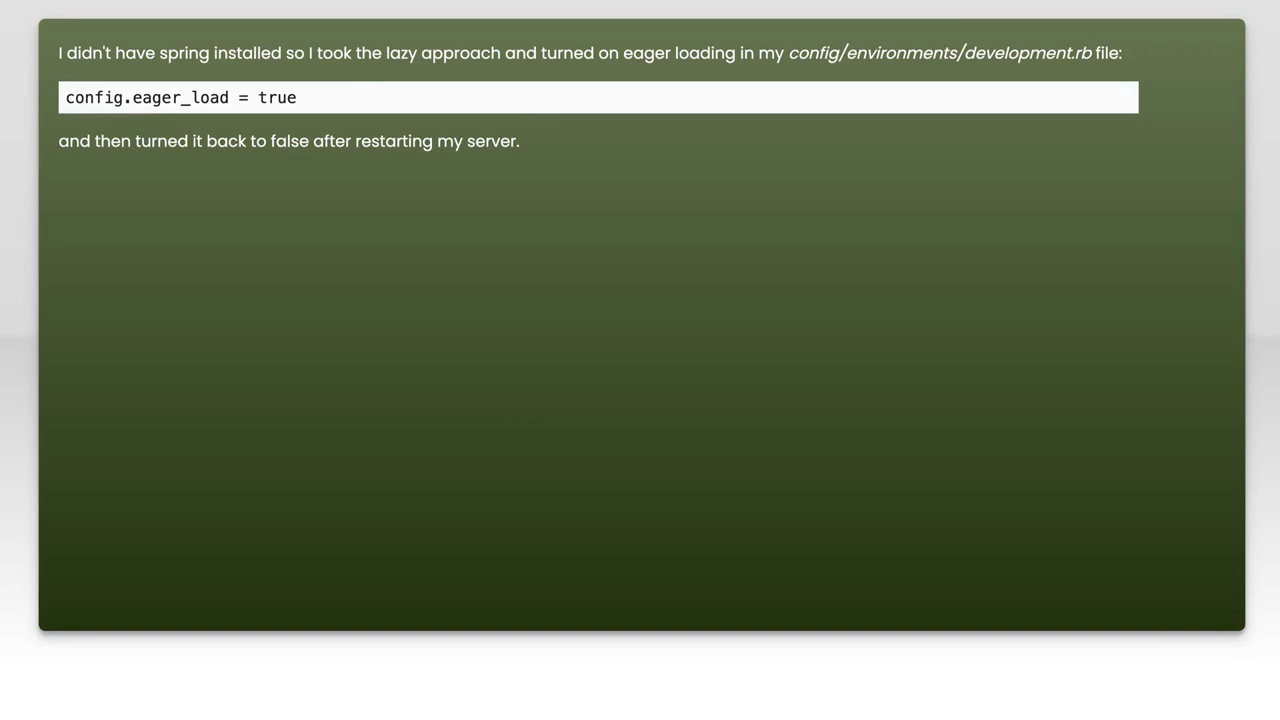 I didn't have spring installed so I took the lazy approach and turned on eager loading in my config/environments/development.rb file:
config.eager_load = true
and then turned it back to false after restarting my server.